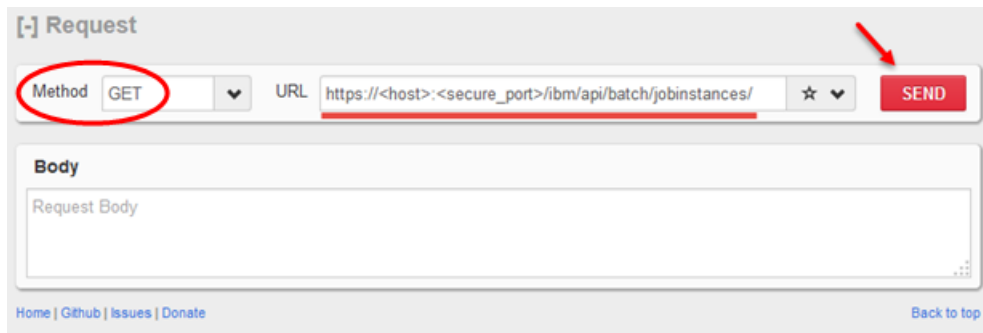 [-] Request
Method GET URL https://<host>:<secure_port>/ibm/api/batch/jobinstances/ SEND
Body
Request Body
Home | Github | Issues | Donate Back to top